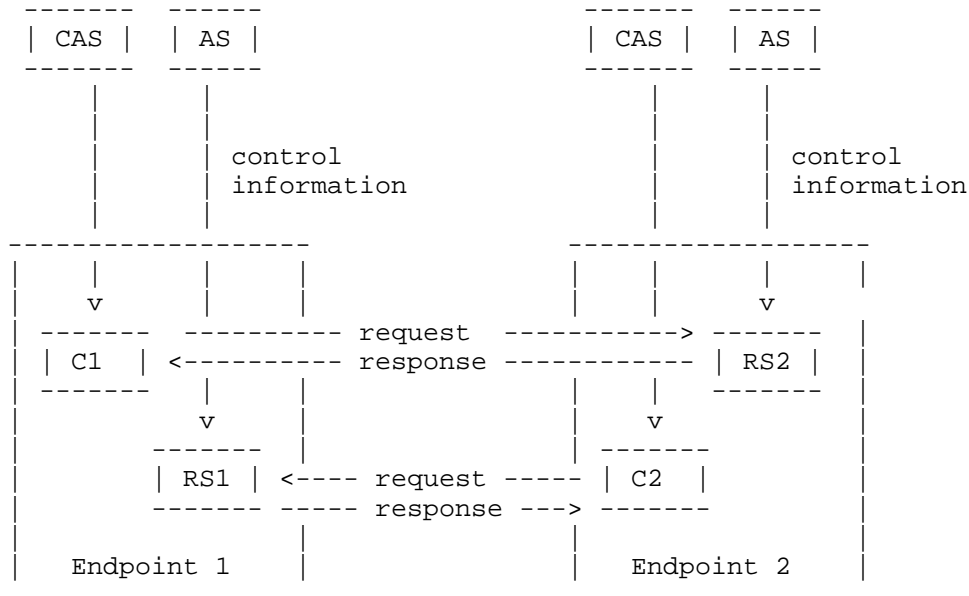 CAS AS CAS AS
control control
information information
v v
request
C1 response RS2
v v
RS1 request C2
response
Endpoint 1 Endpoint 2